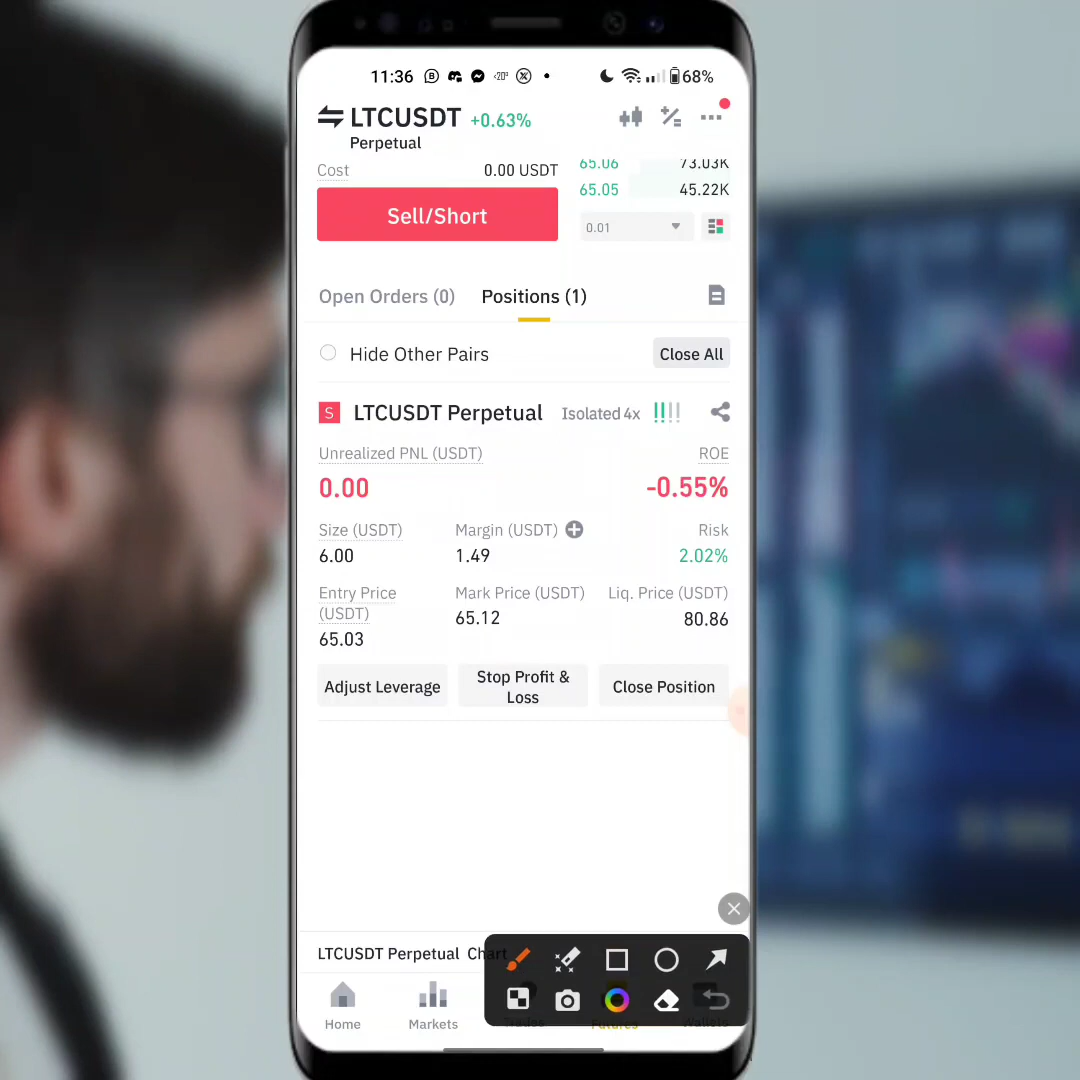 11:36 <20° 68%
LTCUSDT +0.63%
Perpetual
Cost 0.00 USDT
65.06 73.03K
65.05 45.22K
Sell/Short
0.01
Open Orders (0) Positions (1)
Hide Other Pairs Close All
S LTCUSDT Perpetual Isolated 4x
Unrealized PNL (USDT) ROE
0.00 -0.55%
Size (USDT) Margin (USDT) Risk
6.00 1.49 2.02%
Entry Price (USDT) Mark Price (USDT) Liq. Price (USDT)
65.03 65.12 80.86
Adjust Leverage Stop Profit & Loss Close Position
LTCUSDT Perpetual Chart
Home Markets Trades Futures Wallets